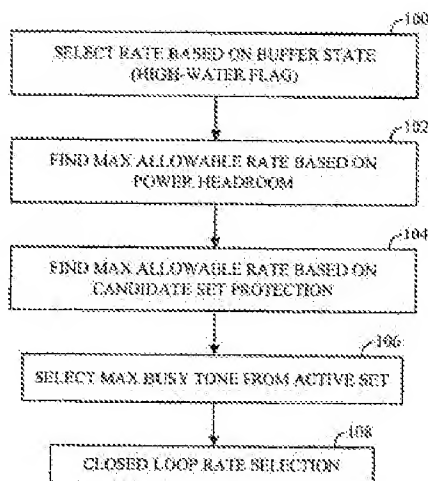 100
SELECT RATE BASED ON BUFFER STATE
(HIGH-WATER FLAG)
102
FIND MAX ALLOWABLE RATE BASED ON
POWER HEADROOM
104
FIND MAX ALLOWABLE RATE BASED ON
CANDIDATE SET PROTECTION
106
SELECT MAX BUSY TONE FROM ACTIVE SET
108
CLOSED LOOP RATE SELECTION